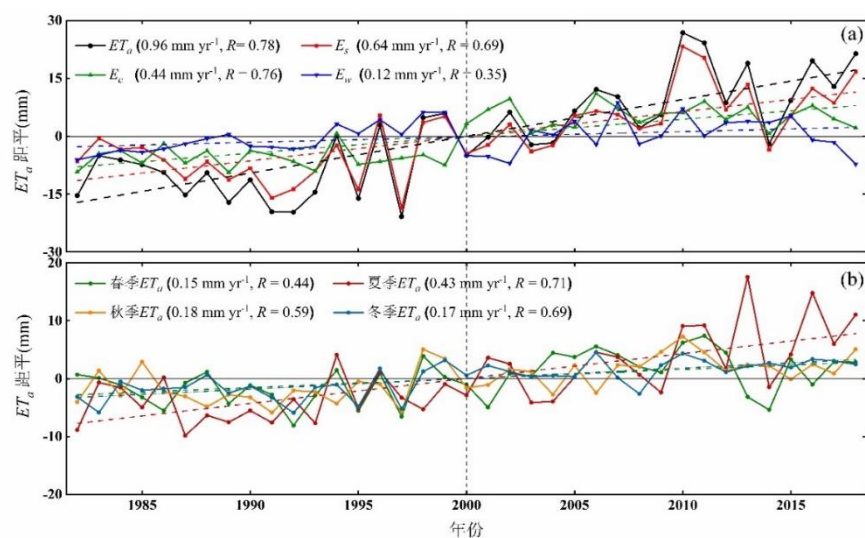 (a)
ETa (0.96 mm yr-1, R = 0.78) Es (0.64 mm yr-1, R = 0.69)
Ec (0.44 mm yr-1, R = 0.76) Ew (0.12 mm yr-1, R = 0.35)
30
15
0
-15
-30
ETa 距平(mm)
(b)
春季ETa (0.15 mm yr-1, R = 0.44) 夏季ETa (0.43 mm yr-1, R = 0.71)
秋季ETa (0.18 mm yr-1, R = 0.59) 冬季ETa (0.17 mm yr-1, R = 0.69)
20
10
0
-10
-20
ETa 距平(mm)
1985 1990 1995 2000 2005 2010 2015
年份